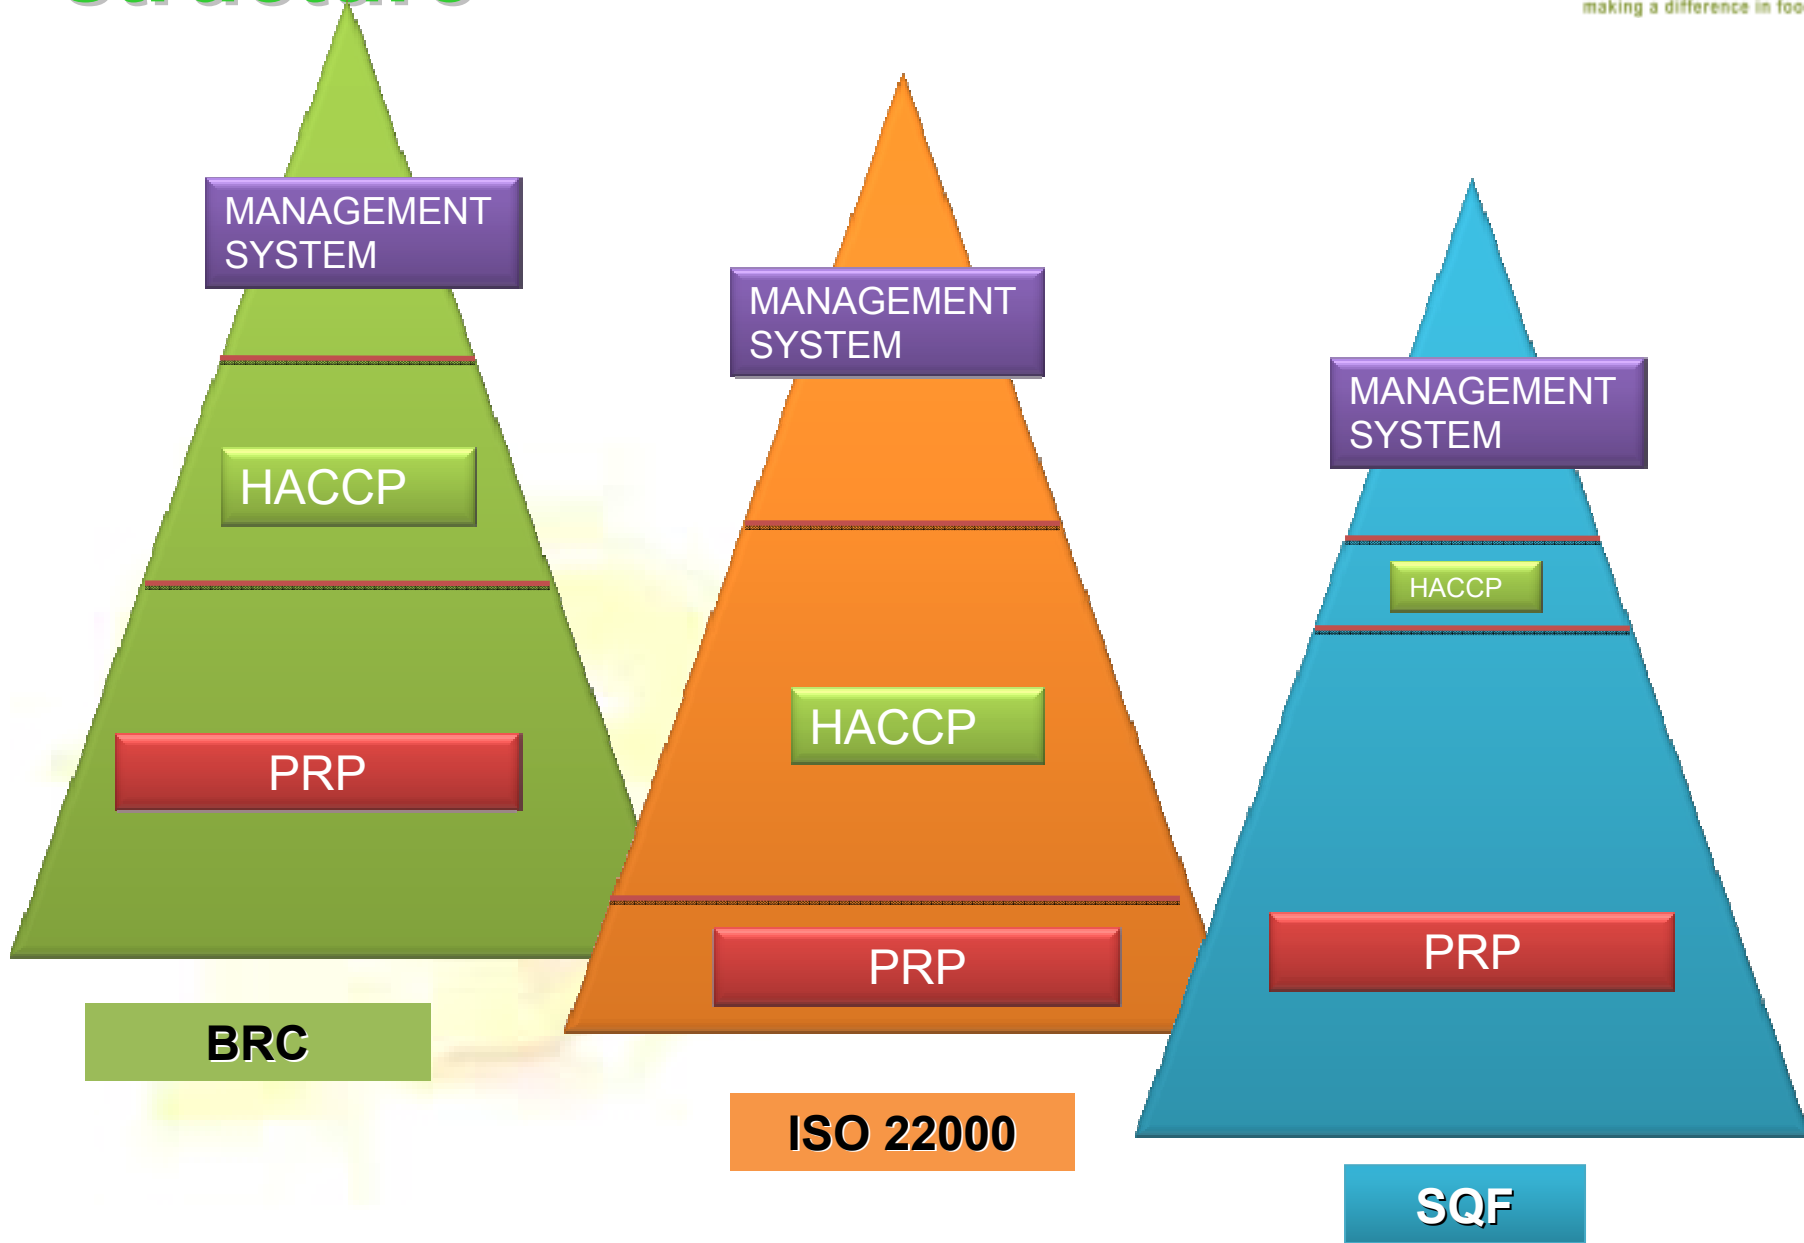 Structure
making a difference in foo
MANAGEMENT
SYSTEM
HACCP
PRP
BRC
MANAGEMENT
SYSTEM
HACCP
PRP
ISO 22000
MANAGEMENT
SYSTEM
HACCP
PRP
SQF